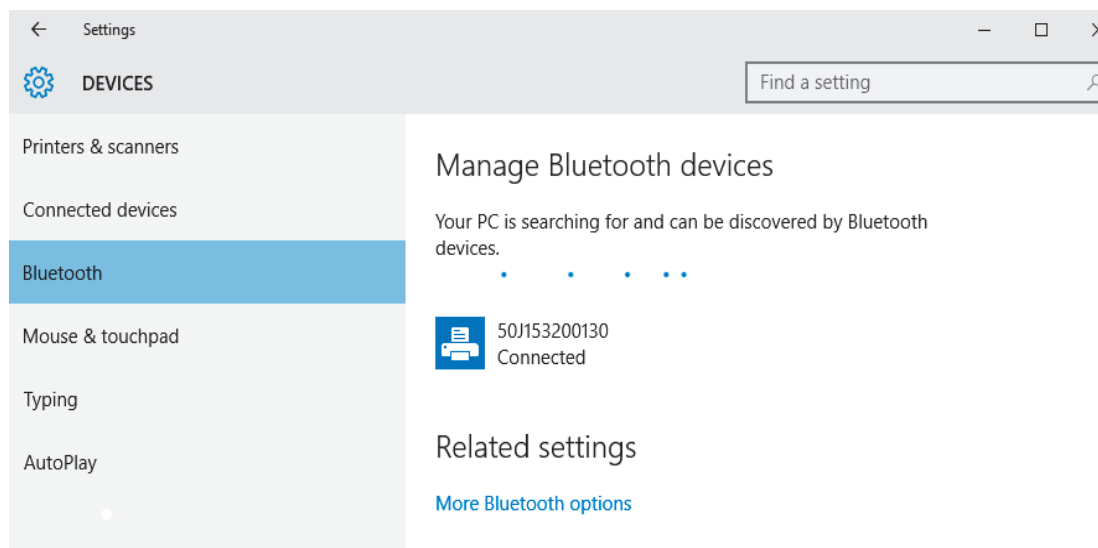 Settings
DEVICES
Find a setting
Printers & scanners
Connected devices
Bluetooth
Mouse & touchpad
Typing
AutoPlay
Manage Bluetooth devices
Your PC is searching for and can be discovered by Bluetooth
devices.
50J153200130
Connected
Related settings
More Bluetooth options